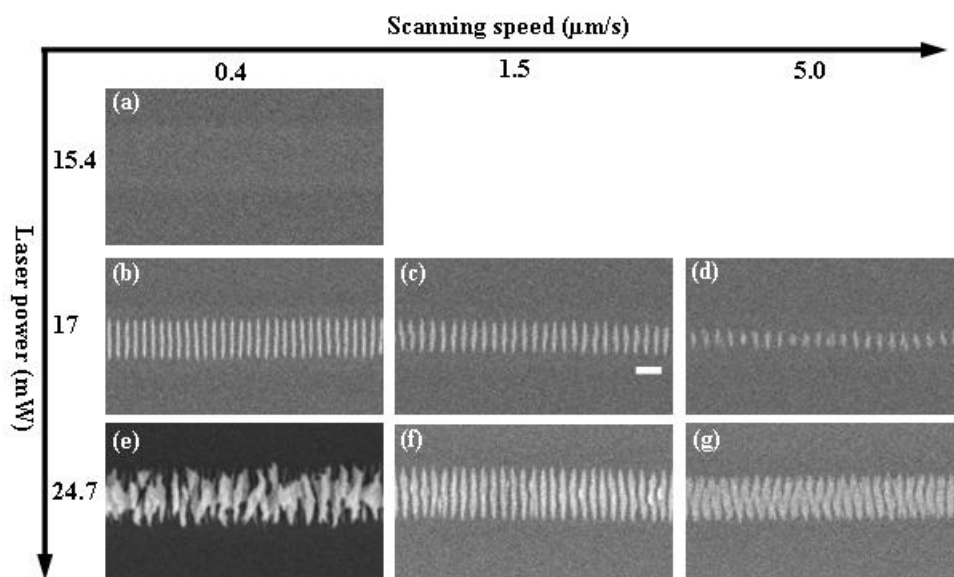 Scanning speed (µm/s)
0.4 1.5 5.0
(a)
15.4
Laser power (mW)
(b) (c) (d)
17
(e) (f) (g)
24.7